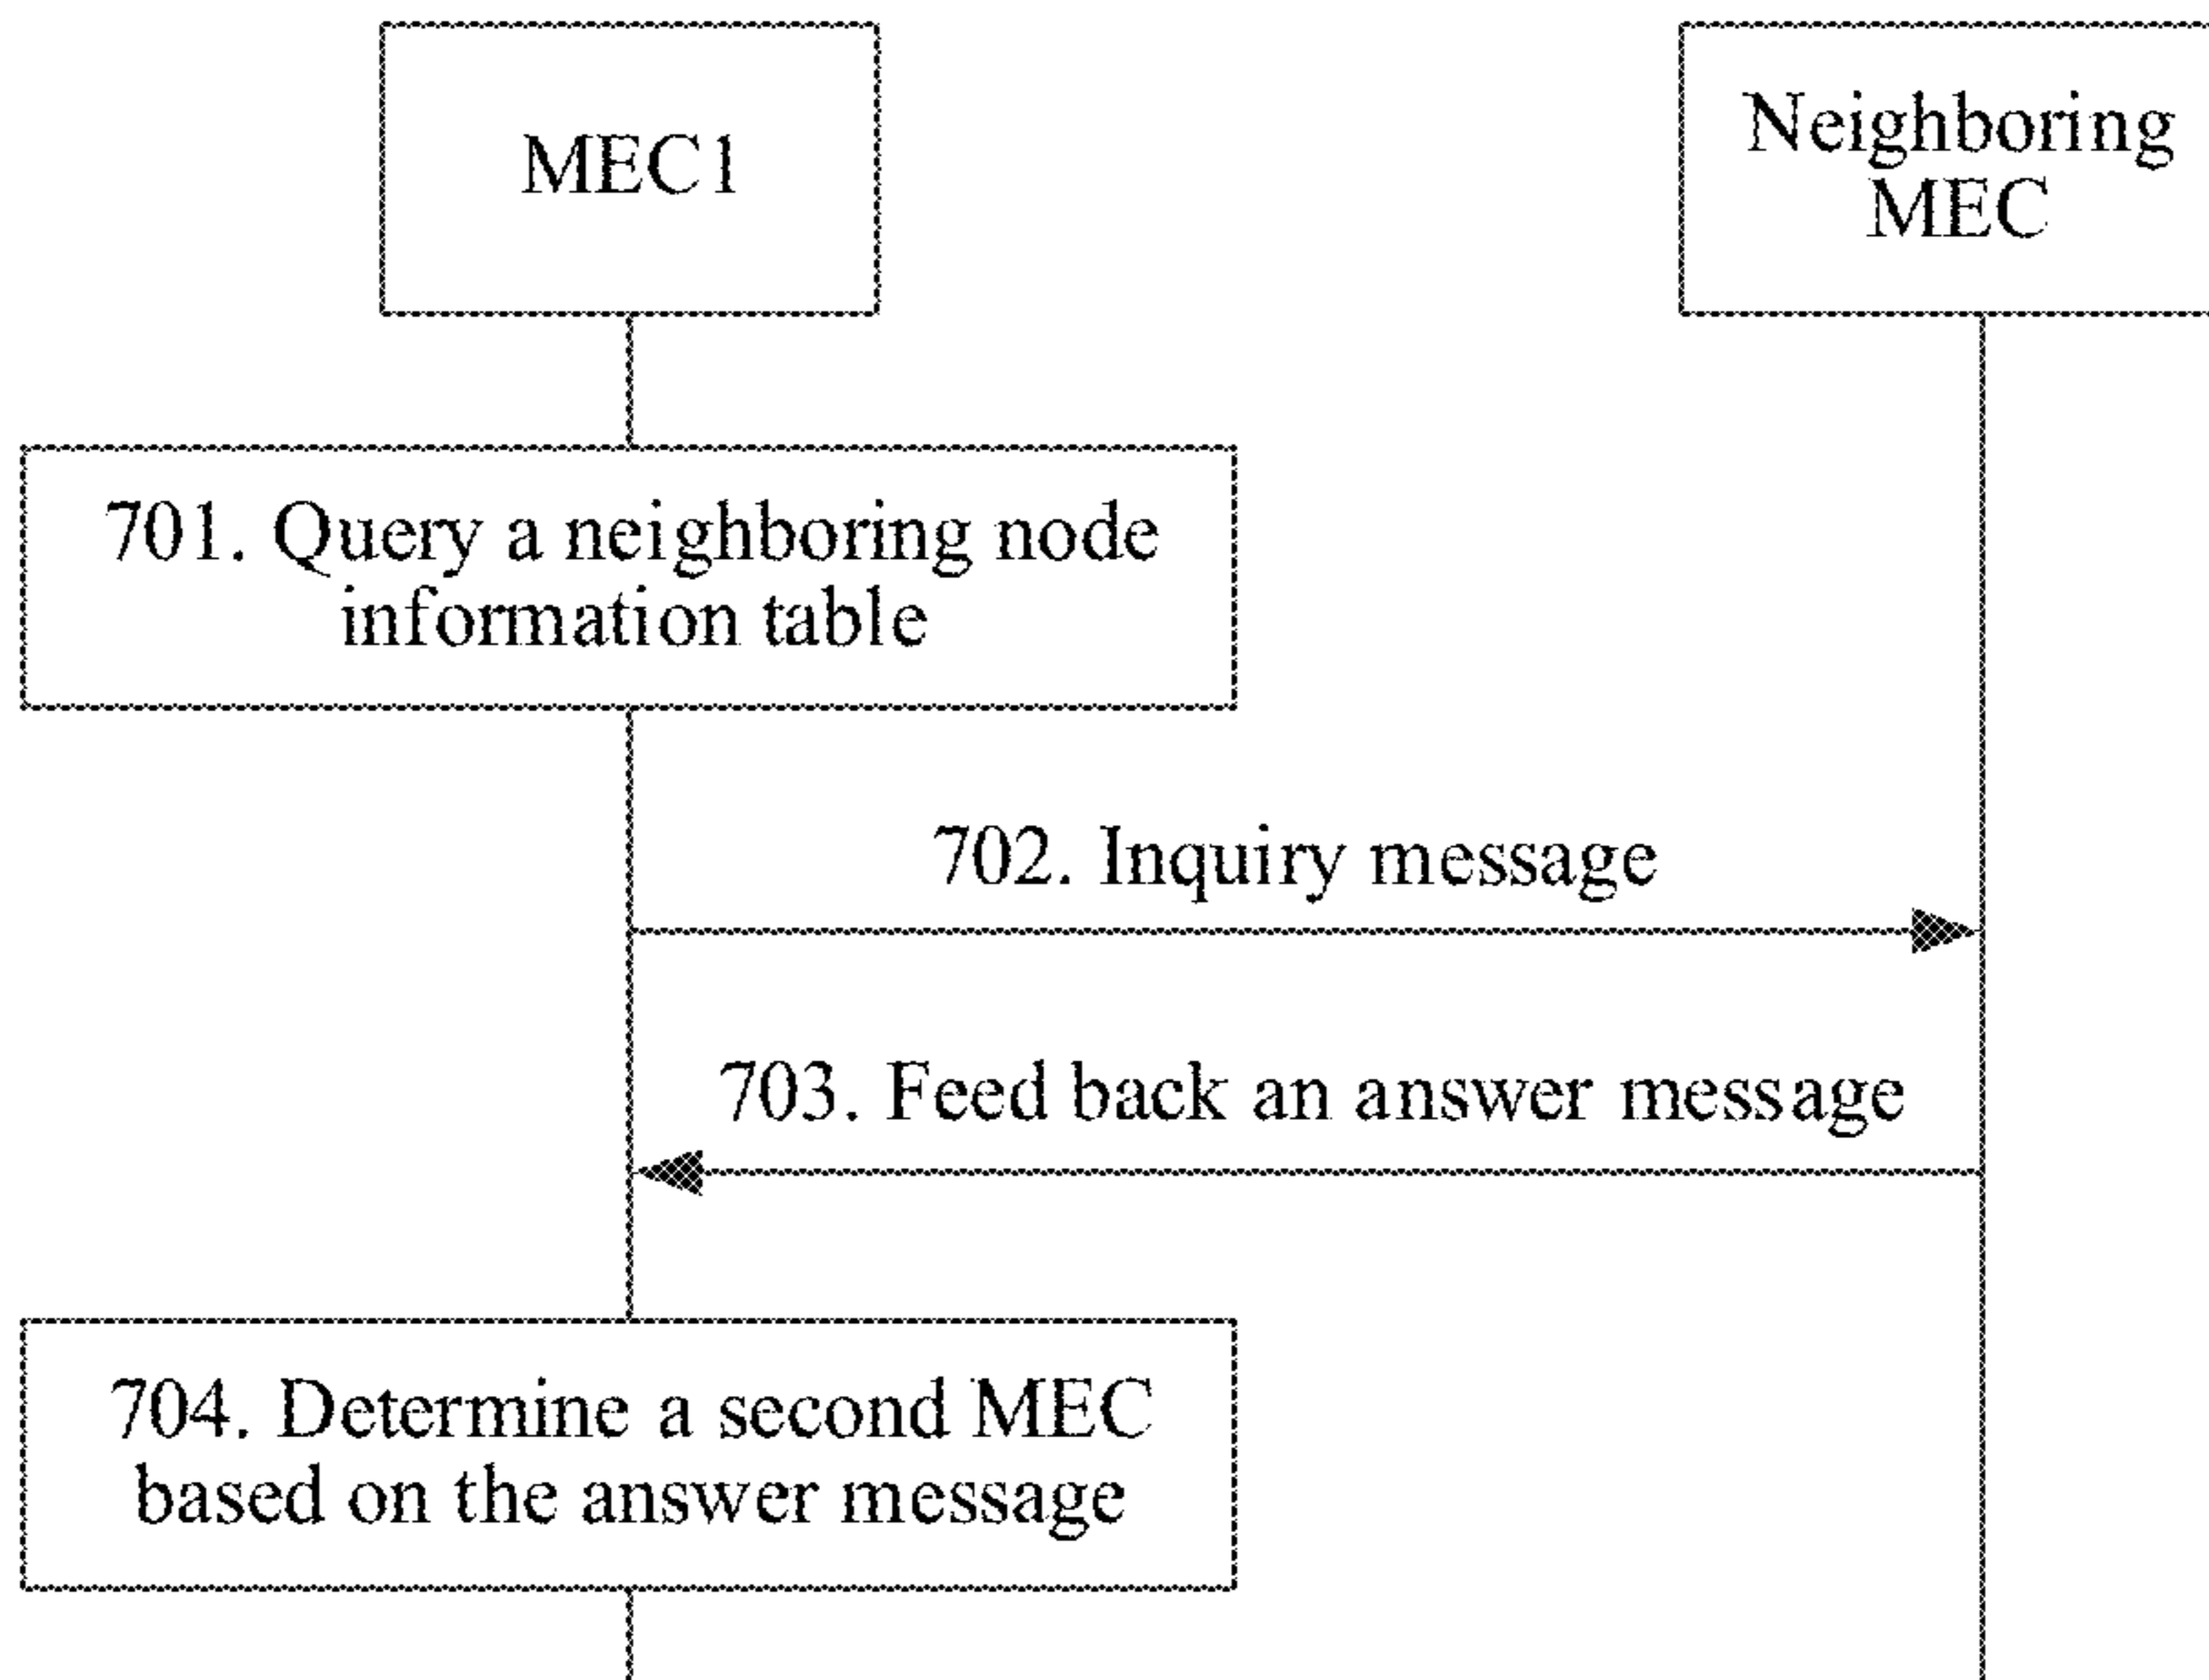 MEC1
Neighboring
MEC
701. Query a neighboring node
information table
702. Inquiry message
703. Feed back an answer message
704. Determine a second MEC
based on the answer message